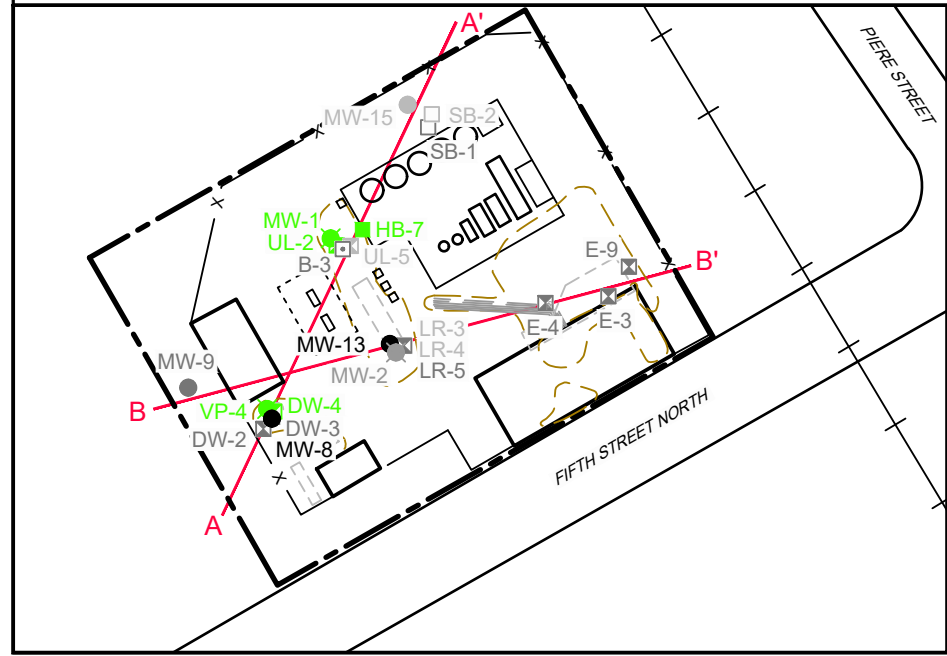 A'
PIERE STREET
MW-15
SB-2
SB-1
MW-1
HB-7
UL-2
UL-5
B-3
E-9
B'
E-3
E-4
MW-13
LR-3
LR-4
MW-2
LR-5
MW-9
B
VP-4
DW-4
DW-3
DW-2
MW-8
FIFTH STREET NORTH
A